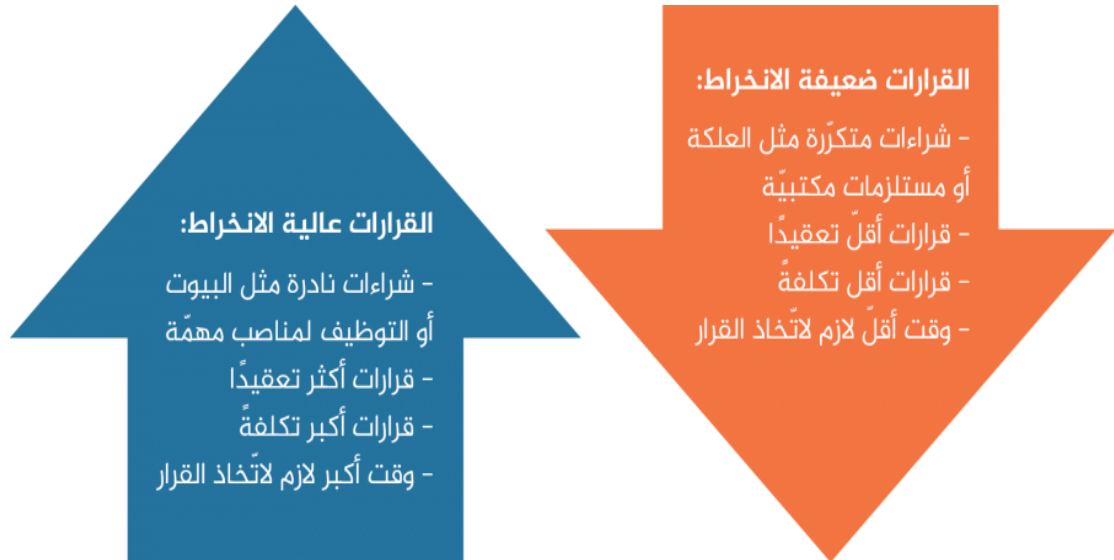 القرارات ضعيفة الانخراط:
- شراءات متكرّرة مثل العلكة
أو مستلزمات مكتبيّة
- قرارات أقلّ تعقيدًا
- قرارات أقل تكلفةً
- وقت أقلّ لازم لاتّخاذ القرار
القرارات عالية الانخراط:
- شراءات نادرة مثل البيوت
أو التوظيف لمناصب مهمّة
- قرارات أكثر تعقيدًا
- قرارات أكبر تكلفةً
- وقت أكبر لازم لاتّخاذ القرار